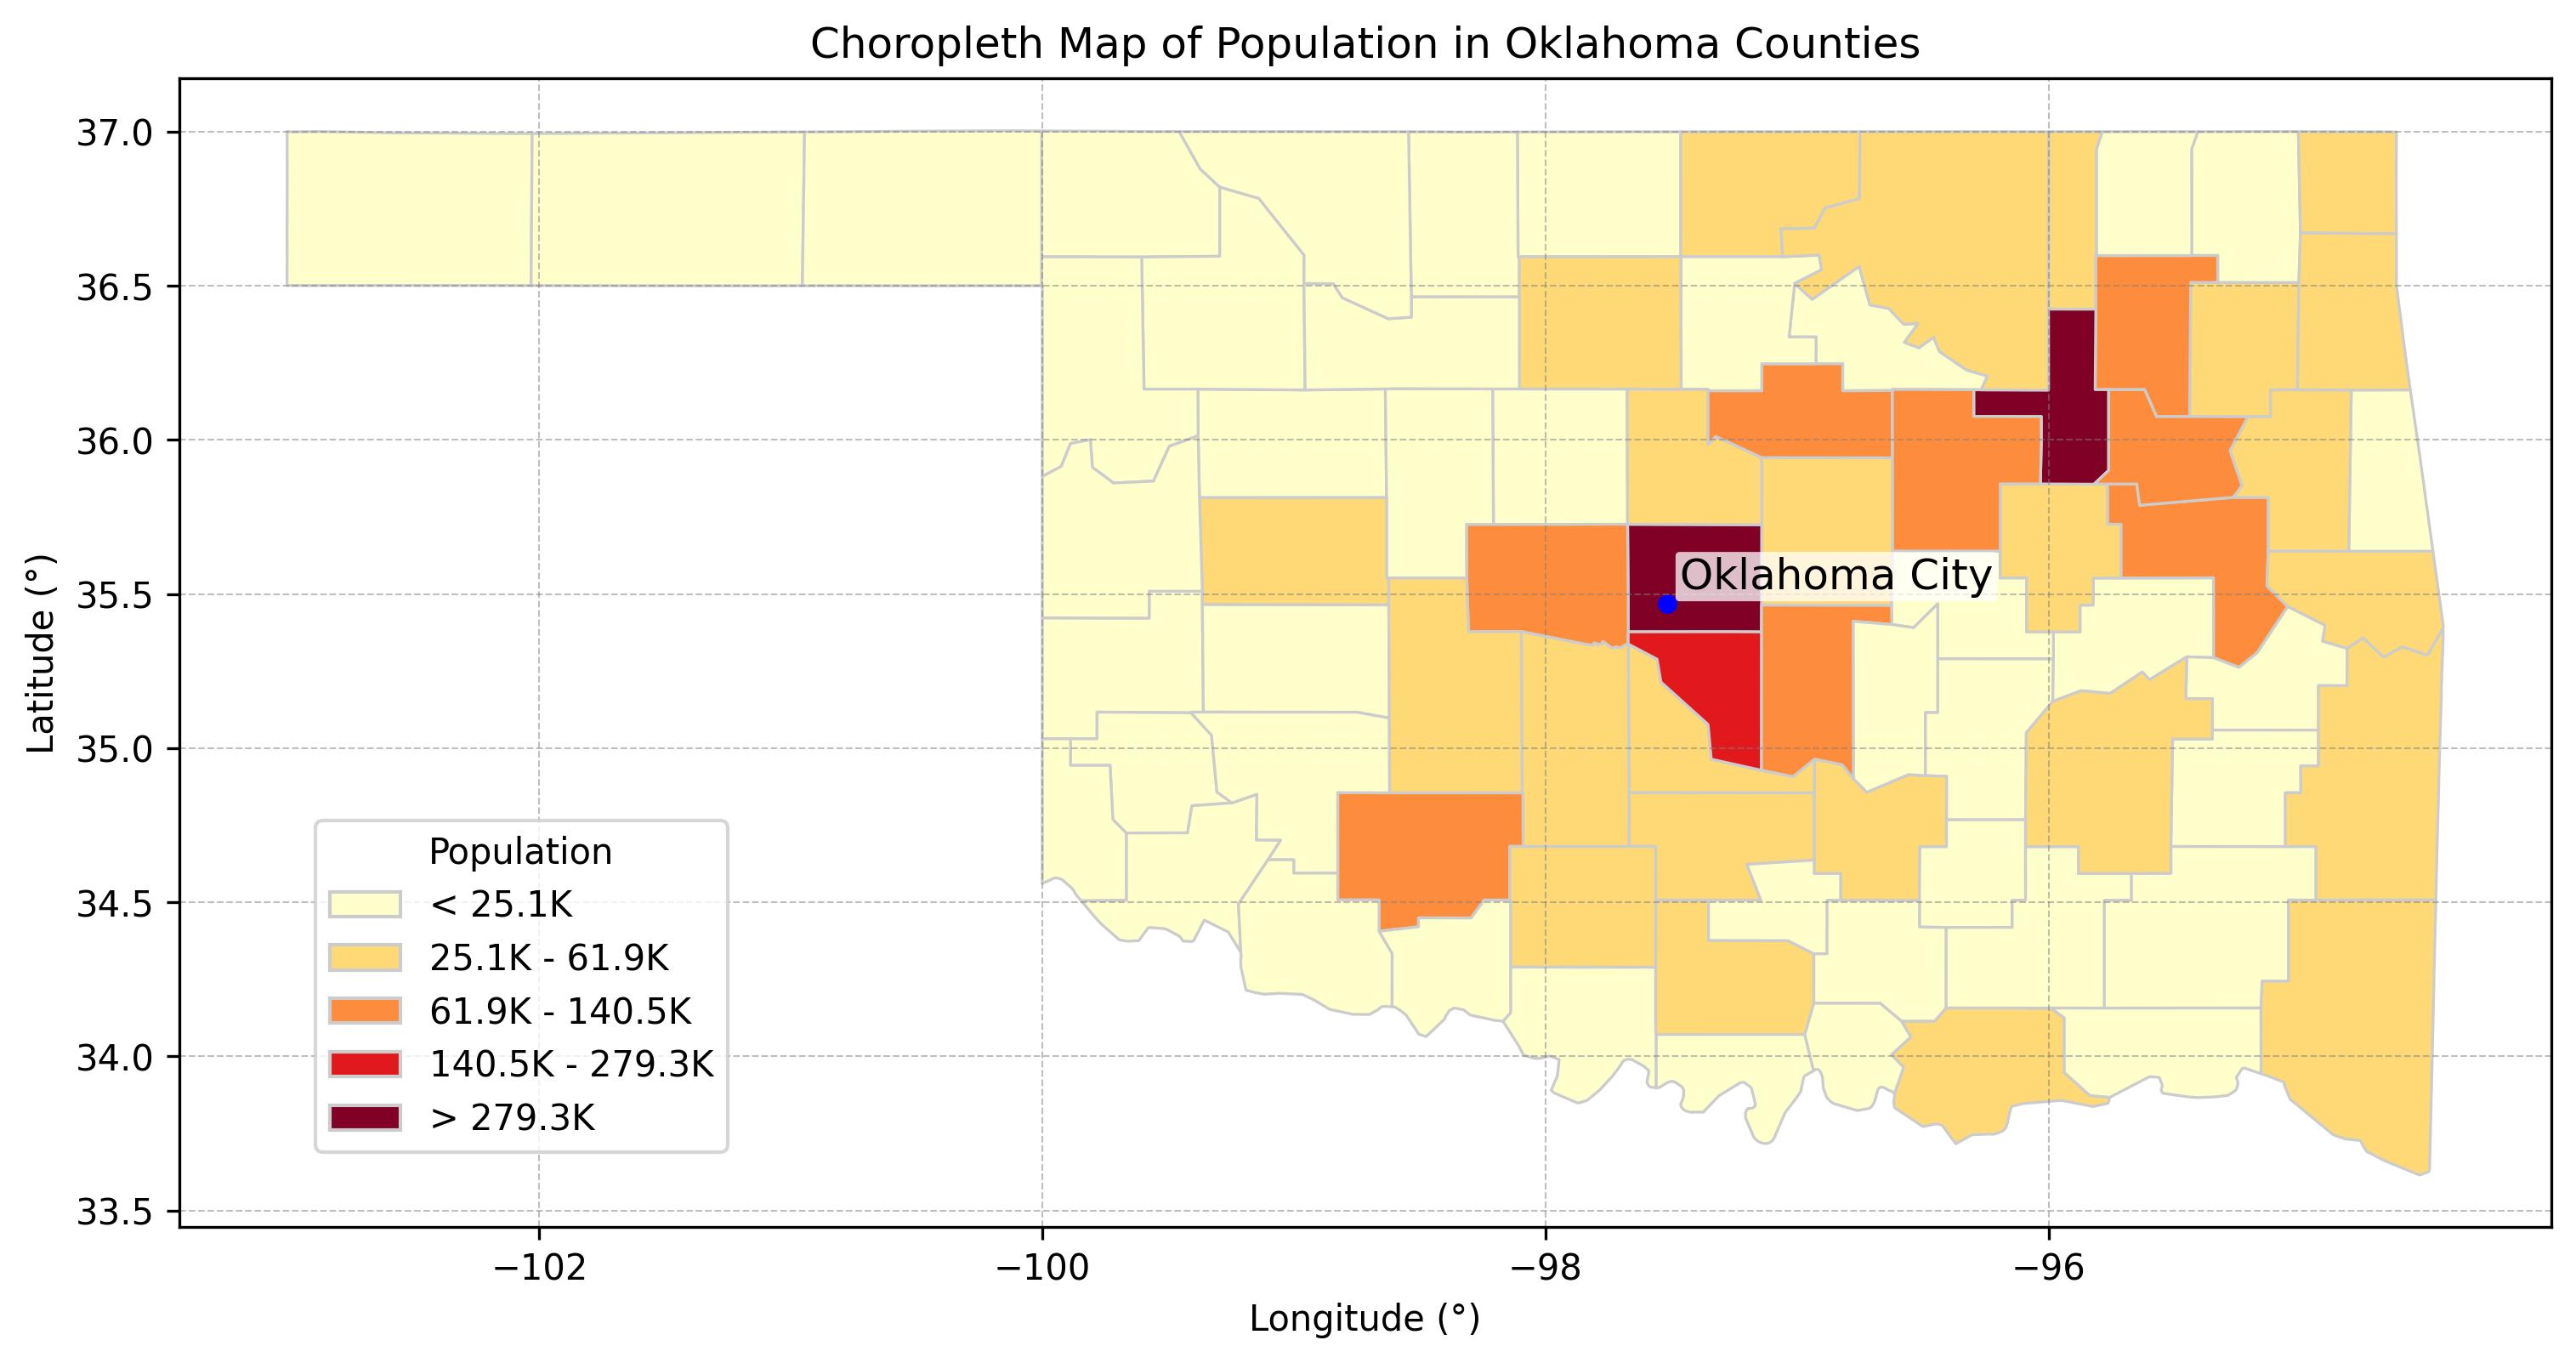 Choropleth Map of Population in Oklahoma Counties
37.0
36.5
36.0
35.5
35.0
34.5
34.0
33.5
Latitude (°)
Oklahoma City
Population
< 25.1K
25.1K - 61.9K
61.9K - 140.5K
140.5K - 279.3K
> 279.3K
−102
−100
−98
−96
Longitude (°)